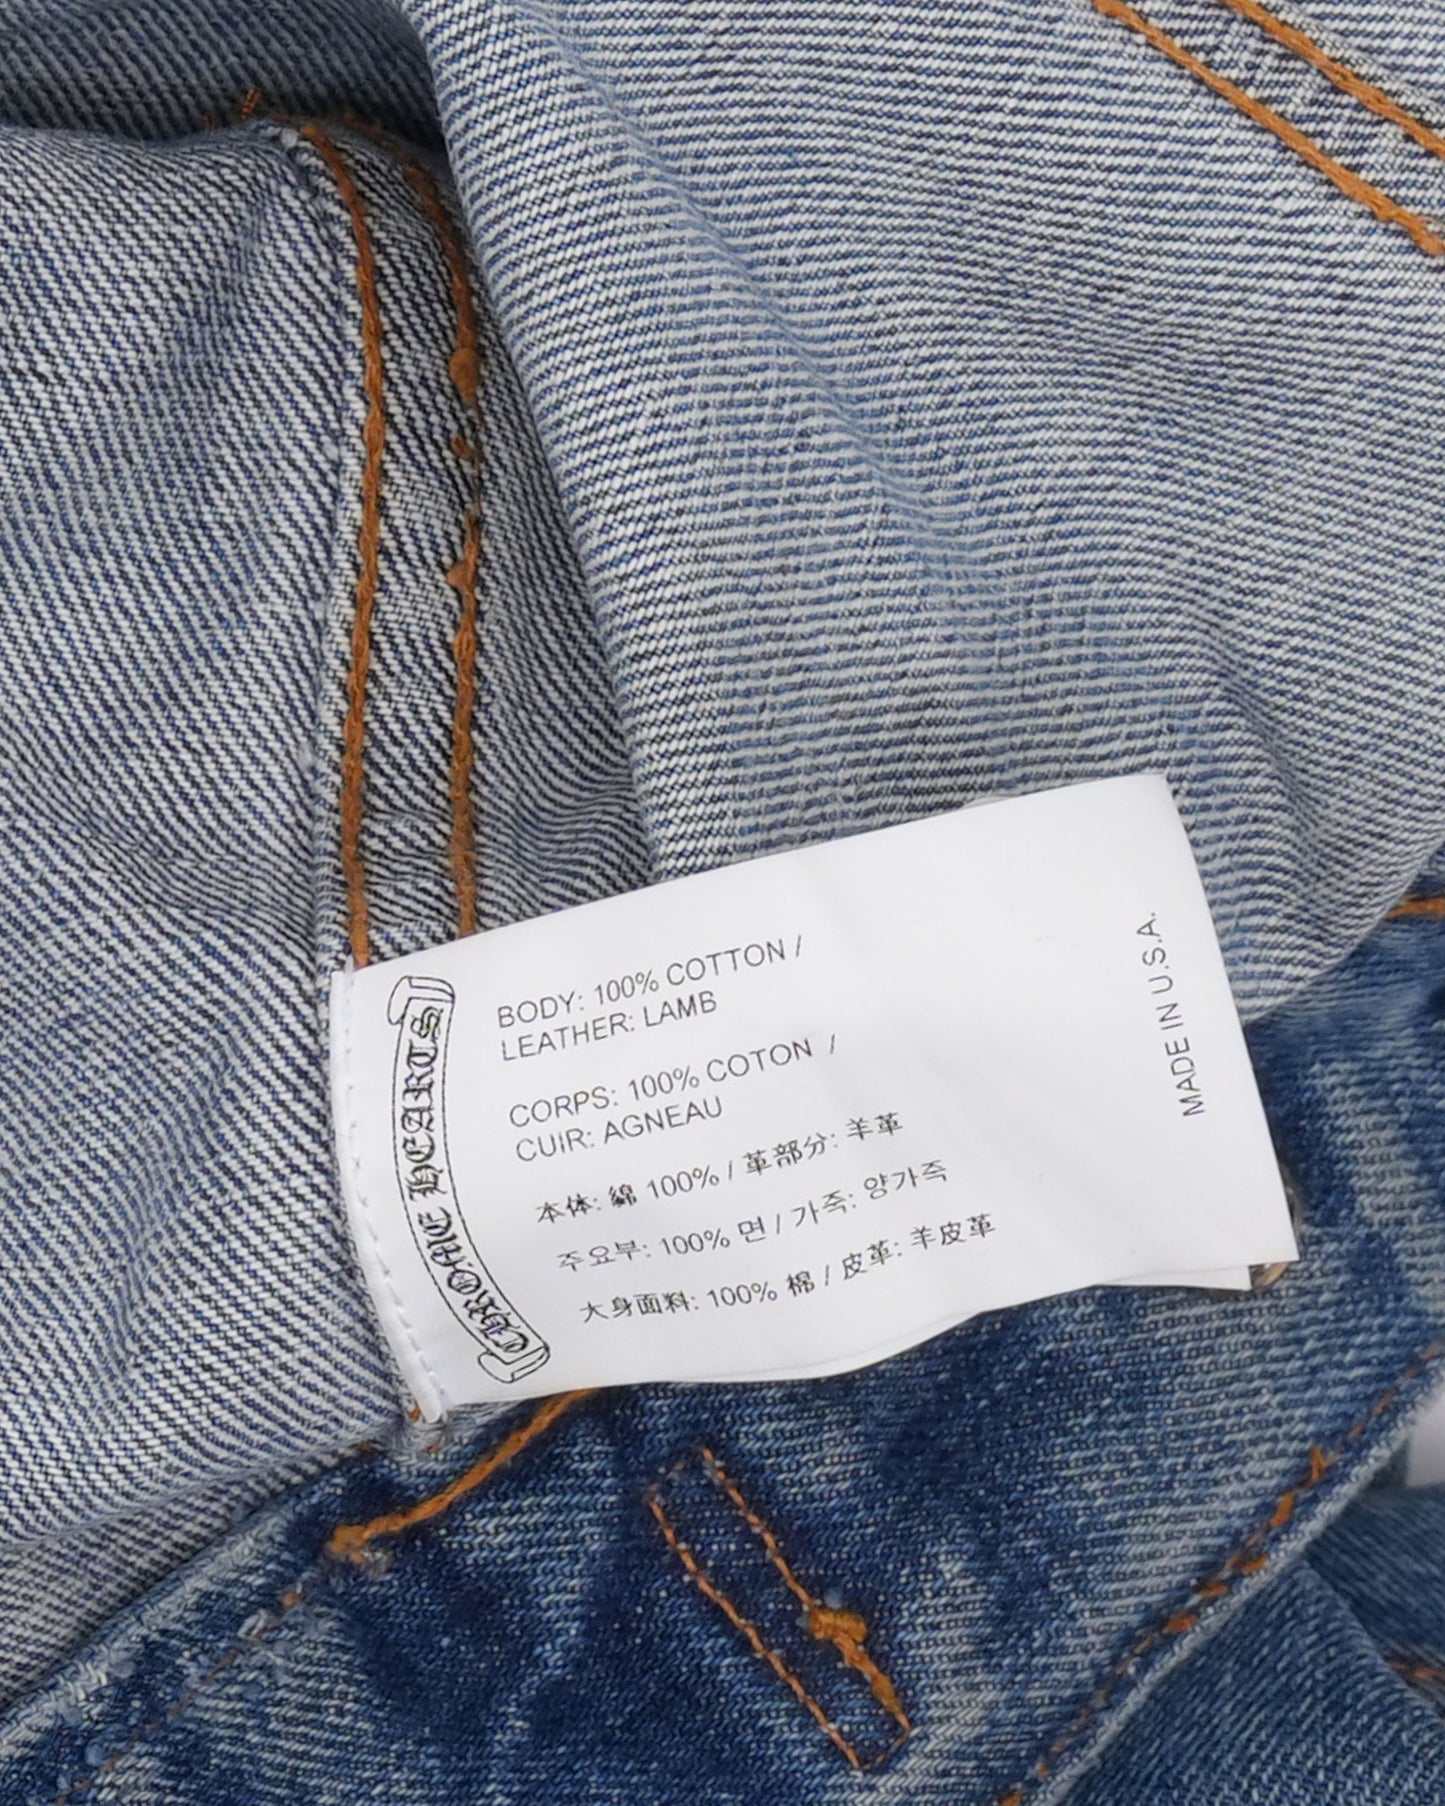 CHROME HEARTS
BODY: 100% COTTON /
LEATHER: LAMB
CORPS: 100% COTON /
CUIR: AGNEAU
本体: 綿 100% / 革部分: 羊革
주요부: 100% 면 / 가죽: 양가죽
大身面料: 100% 棉 / 皮革: 羊皮革
MADE IN U.S.A.